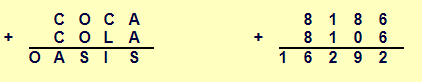 C O C A + 8 1 8 6
+ C O L A 8 1 0 6
O A S I S 1 6 2 9 2